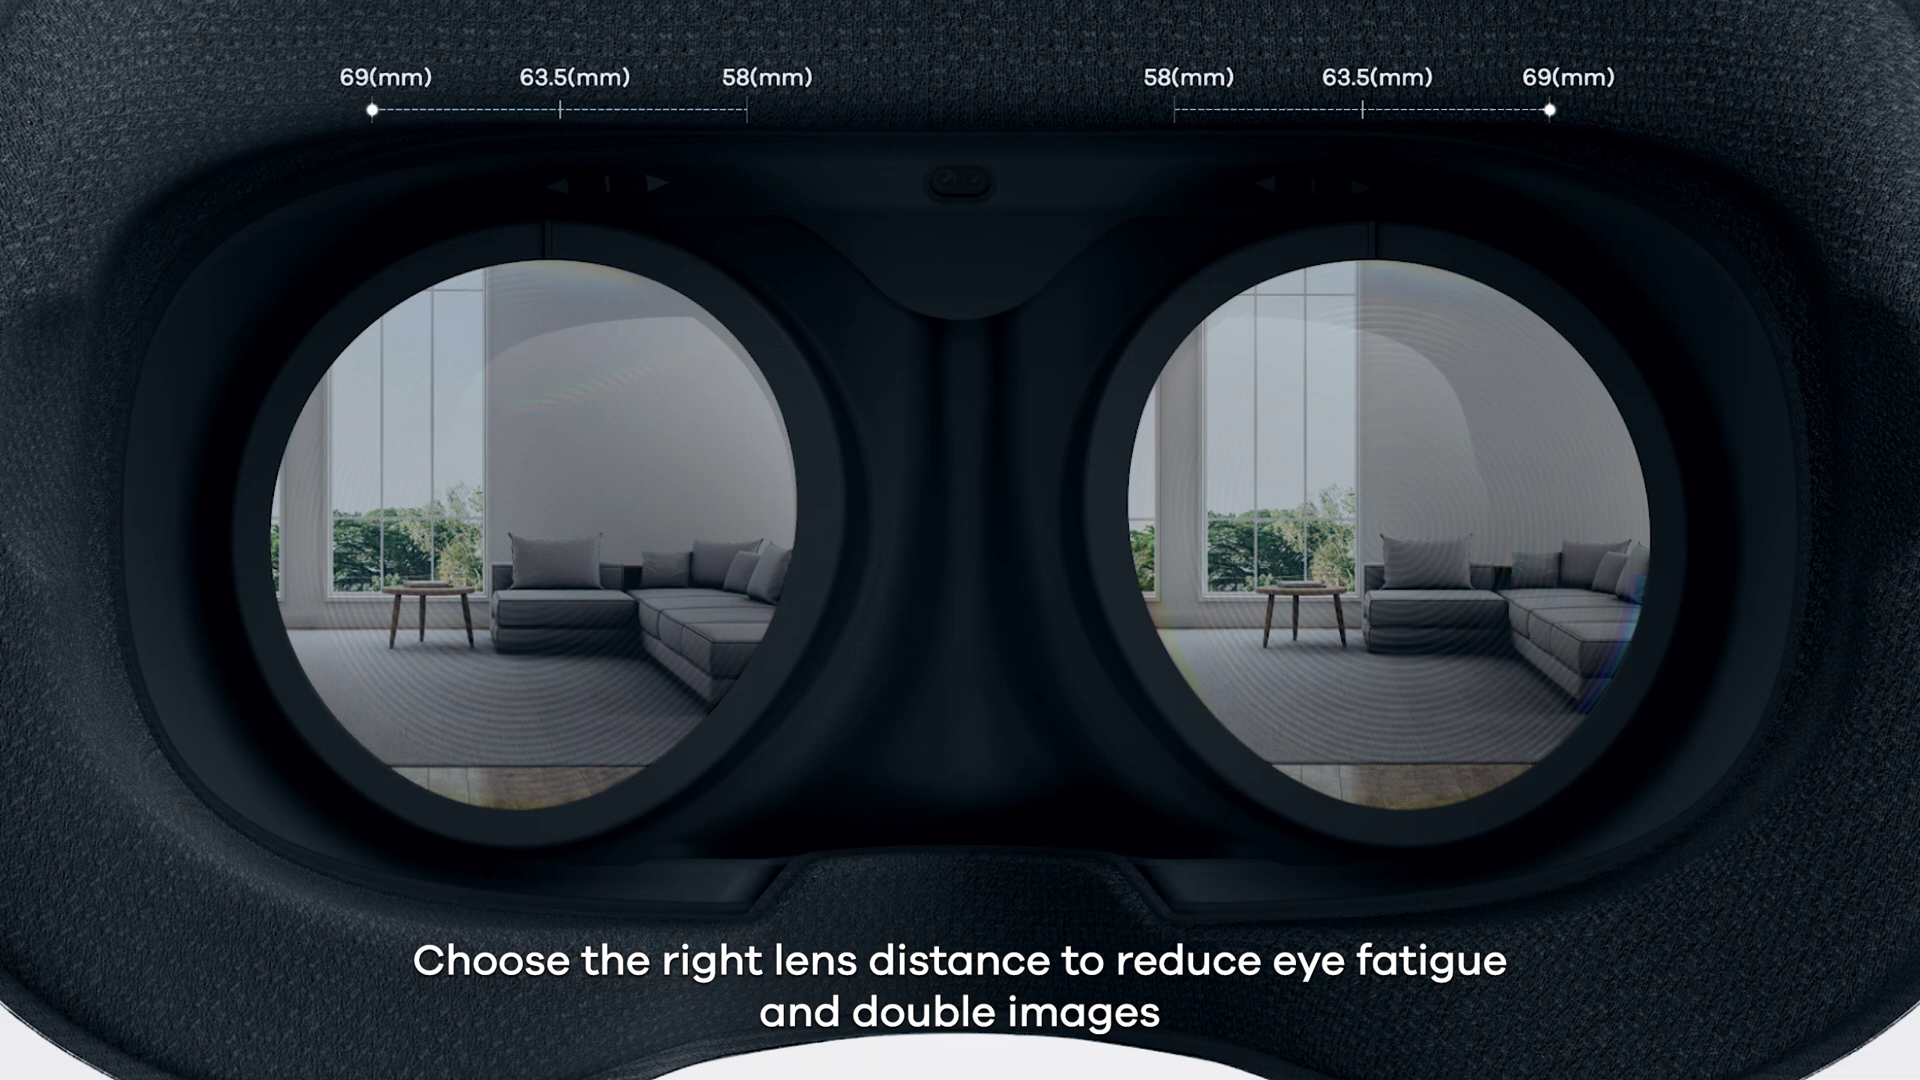 69(mm) 63.5(mm) 58(mm) 58(mm) 63.5(mm) 69(mm)
Choose the right lens distance to reduce eye fatigue
and double images